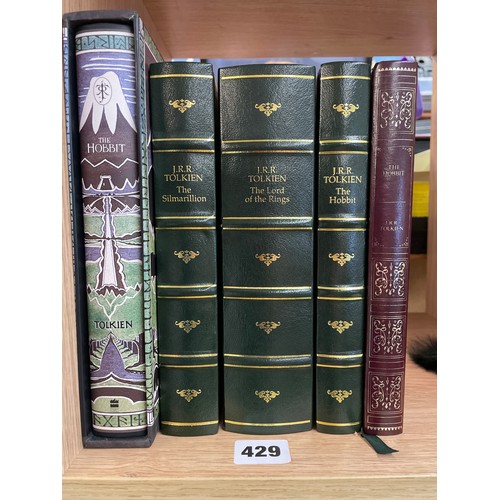 THE
HOBBIT
TOLKIEN
J.R.R.
TOLKIEN
The
Silmarillion
J.R.R.
TOLKIEN
The Lord
of the Rings
J.R.R.
TOLKIEN
The
Hobbit
THE
HOBBIT
J.R.R.
TOLKIEN
429